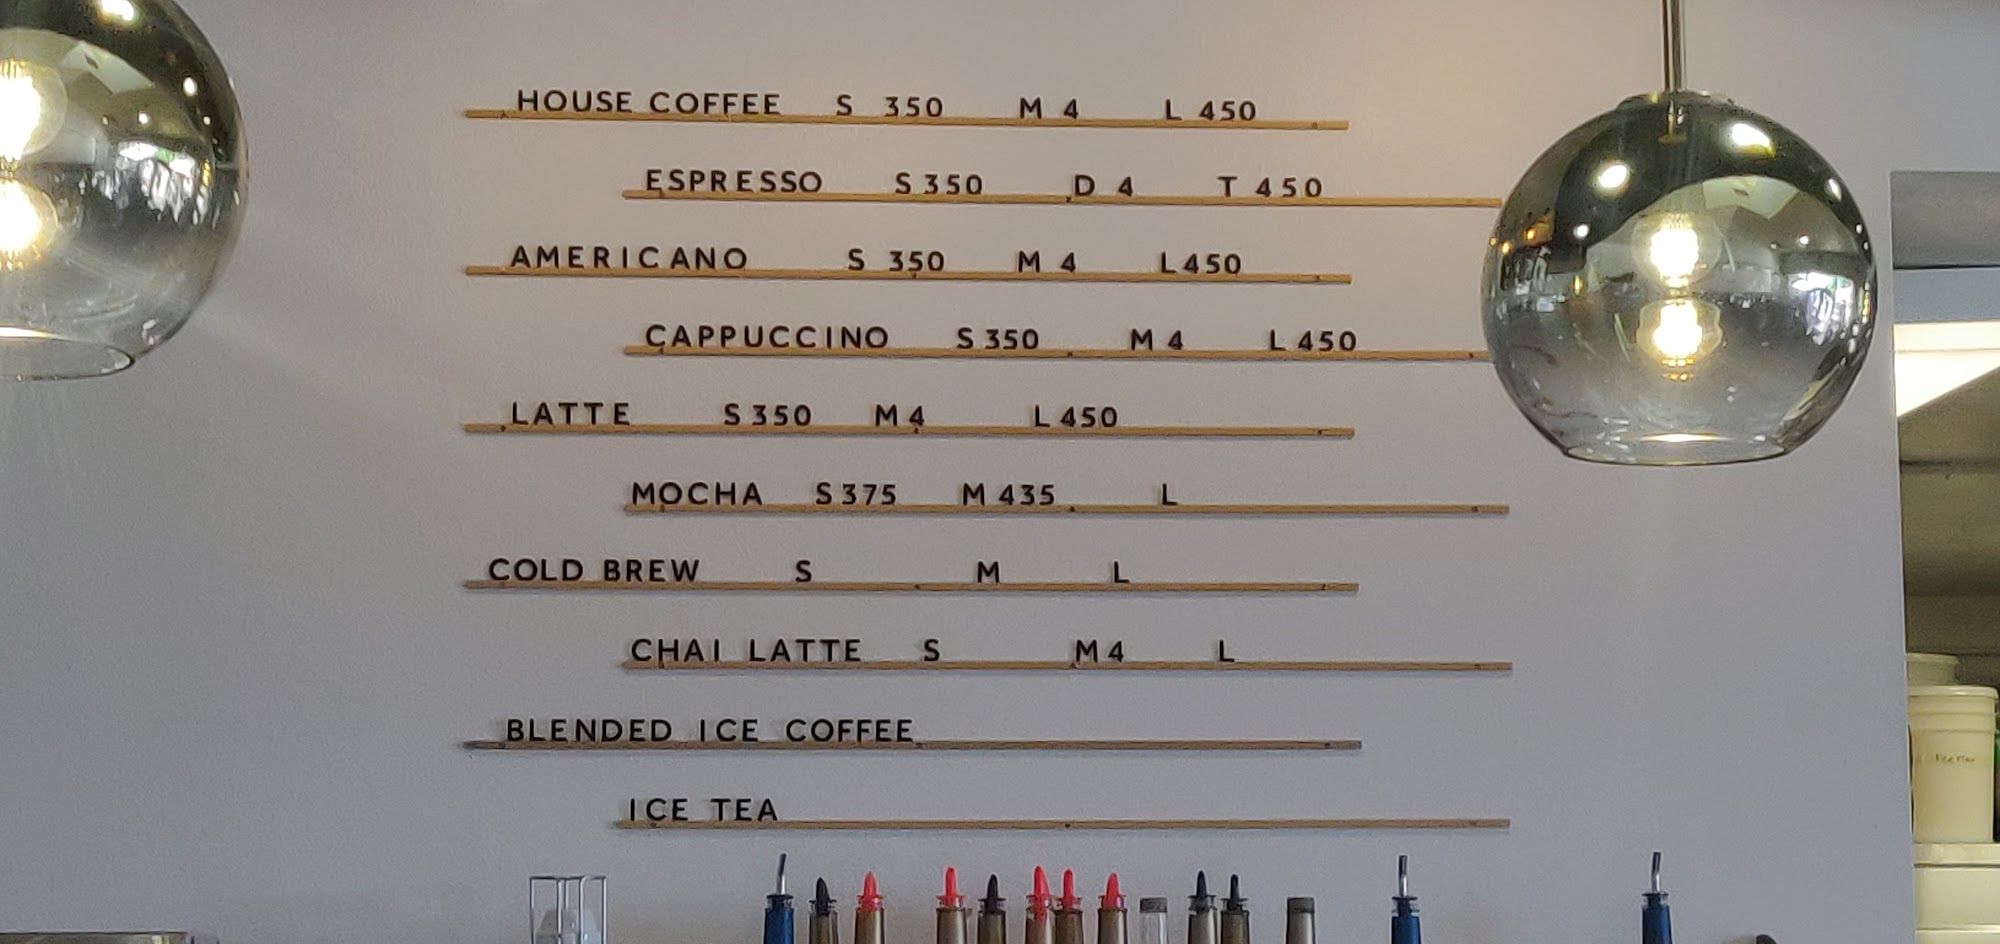 HOUSE COFFEE S 350 M 4 L 450
ESPRESSO S 350 D 4 T 450
AMERICANO S 350 M 4 L 450
CAPPUCCINO S 350 M 4 L 450
LATTE S 350 M 4 L 450
MOCHA S 375 M 435 L
COLD BREW S M L
CHAI LATTE S M 4 L
BLENDED ICE COFFEE
ICE TEA